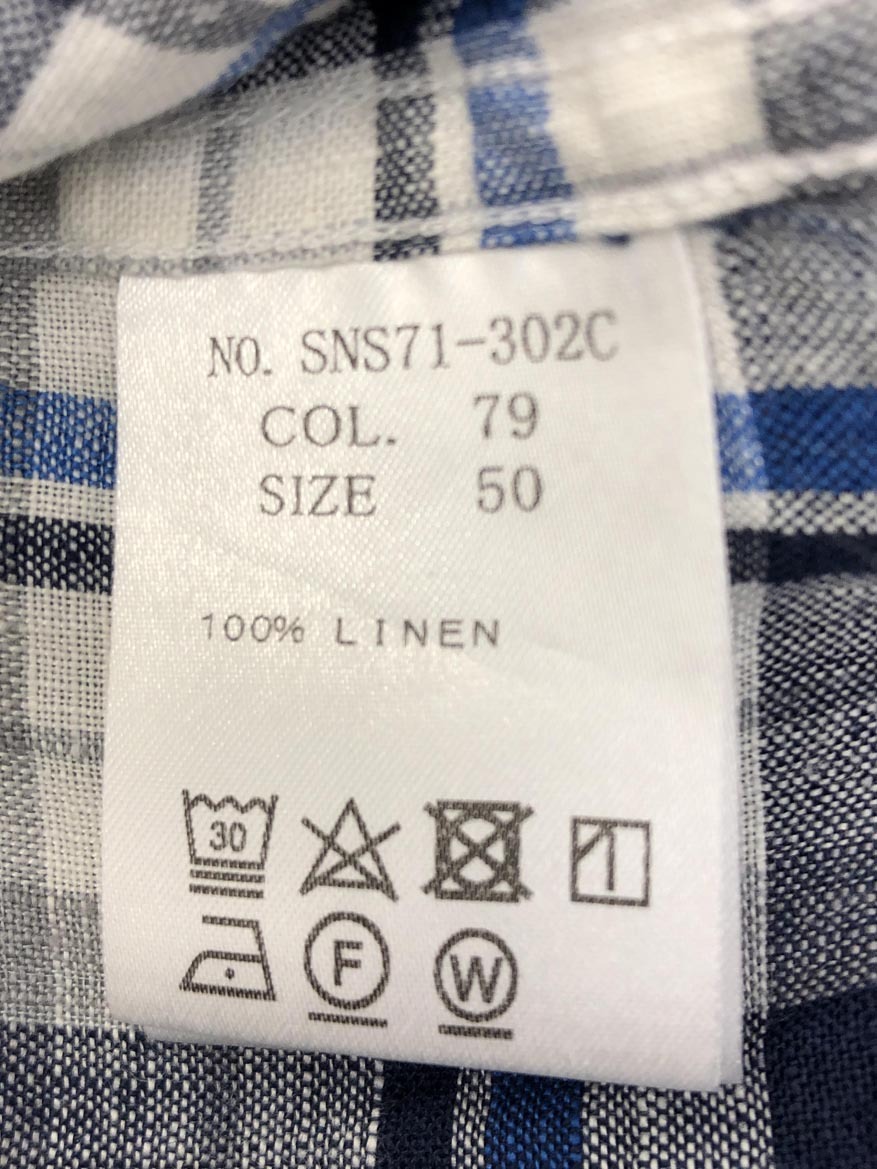 NO. SNS71-302C
COL. 79
SIZE 50
100% LINEN
30
F W